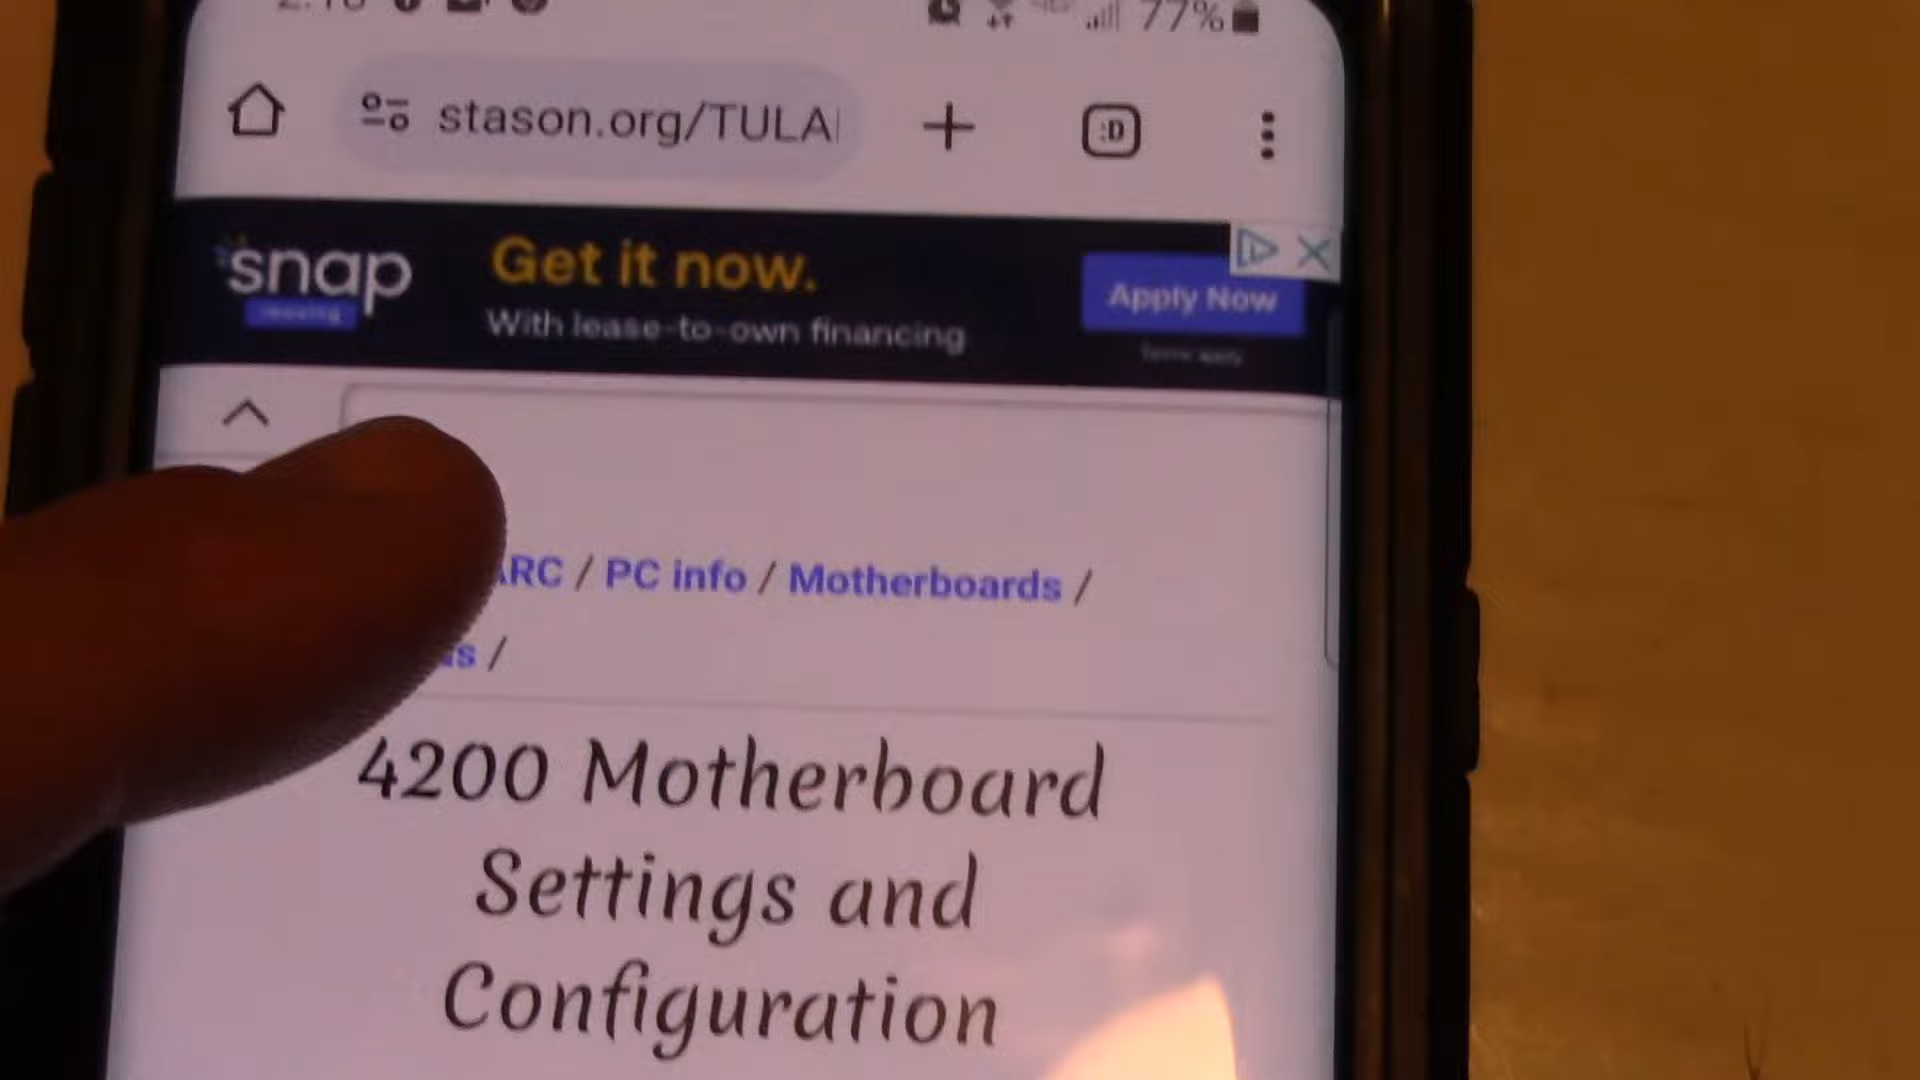 77%
stason.org/TULA
:D
snap
Get it now.
With lease-to-own financing
Apply Now
ARC / PC info / Motherboards /
s /
4200 Motherboard
Settings and
Configuration